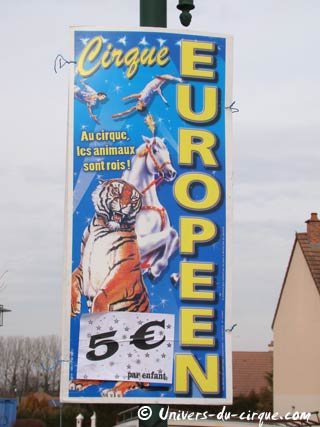 Cirque
EUROPEEN
Au cirque,
les animaux
sont rois !
5 €
par enfant
© Univers-du-cirque.com